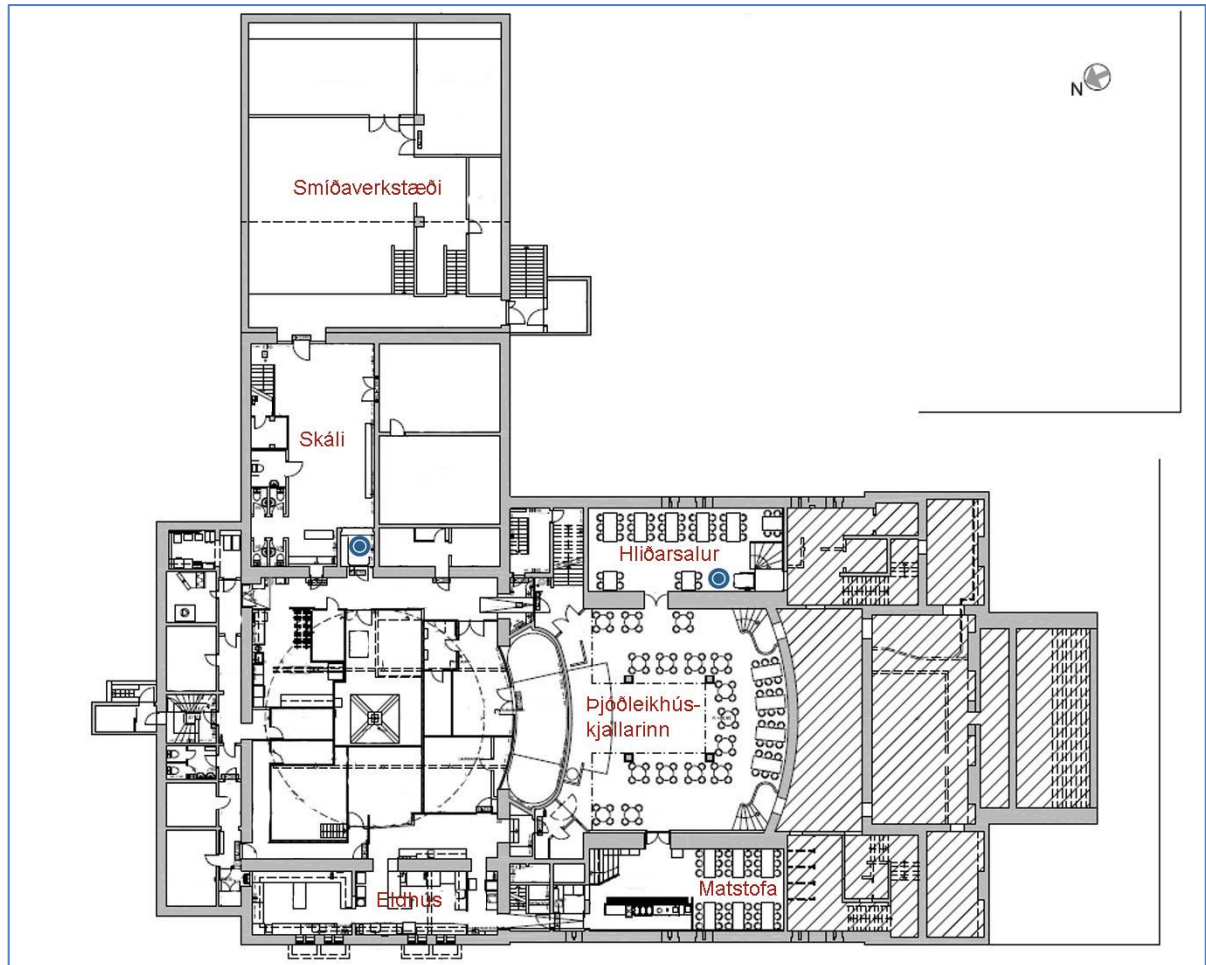 N
Smíðaverkstæði
Skáli
Hliðarsalur
Þjóðleikhús-
kjallarinn
Matstofa
Eldhús